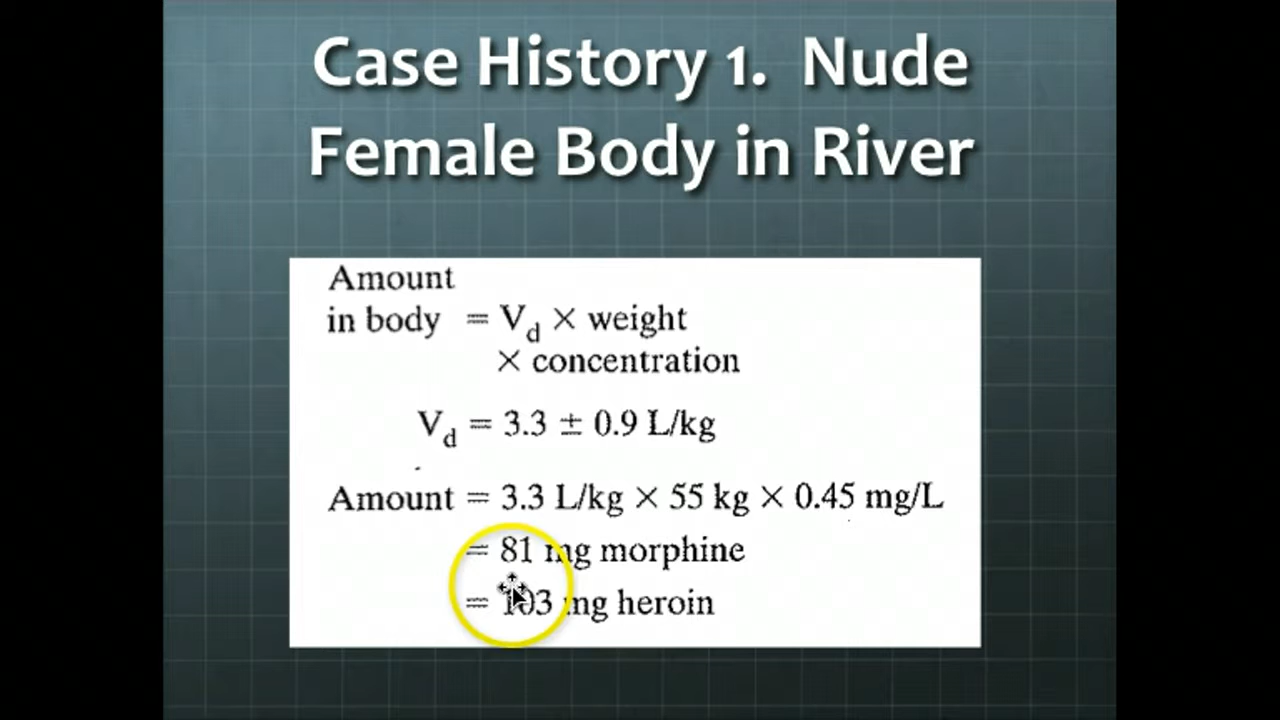 Case History 1. Nude
Female Body in River
Amount
in body = Vd × weight
× concentration
Vd = 3.3 ± 0.9 L/kg
Amount = 3.3 L/kg × 55 kg × 0.45 mg/L
= 81 mg morphine
= 103 mg heroin